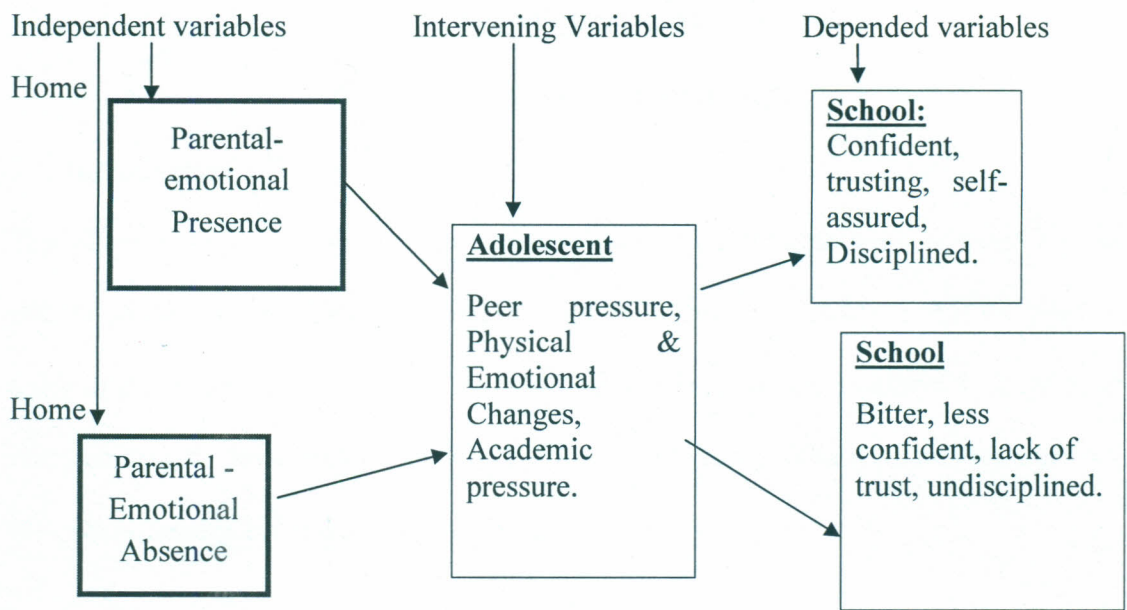 Independent variables
Intervening Variables
Depended variables
Home
Parental-
emotional
Presence
Home
Parental -
Emotional
Absence
Adolescent
Peer pressure,
Physical &
Emotional
Changes,
Academic
pressure.
School:
Confident,
trusting, self-
assured,
Disciplined.
School
Bitter, less
confident, lack of
trust, undisciplined.